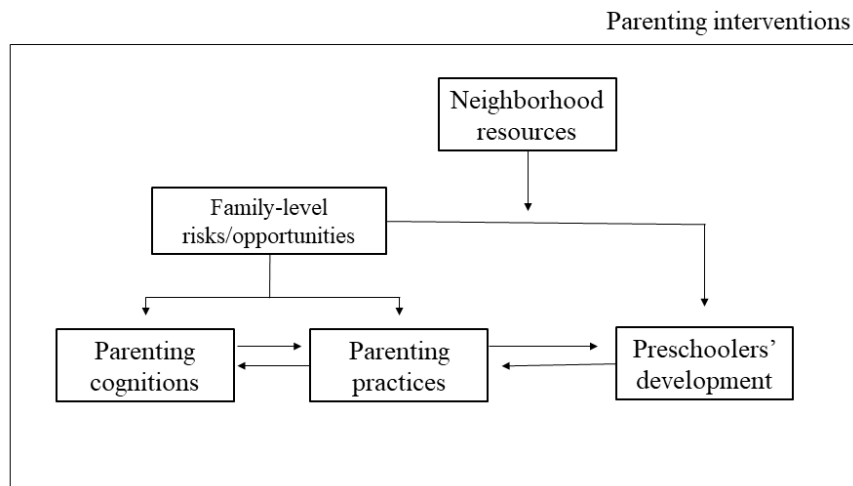 Parenting interventions
Neighborhood
resources
Family-level
risks/opportunities
Parenting
cognitions
Parenting
practices
Preschoolers’
development